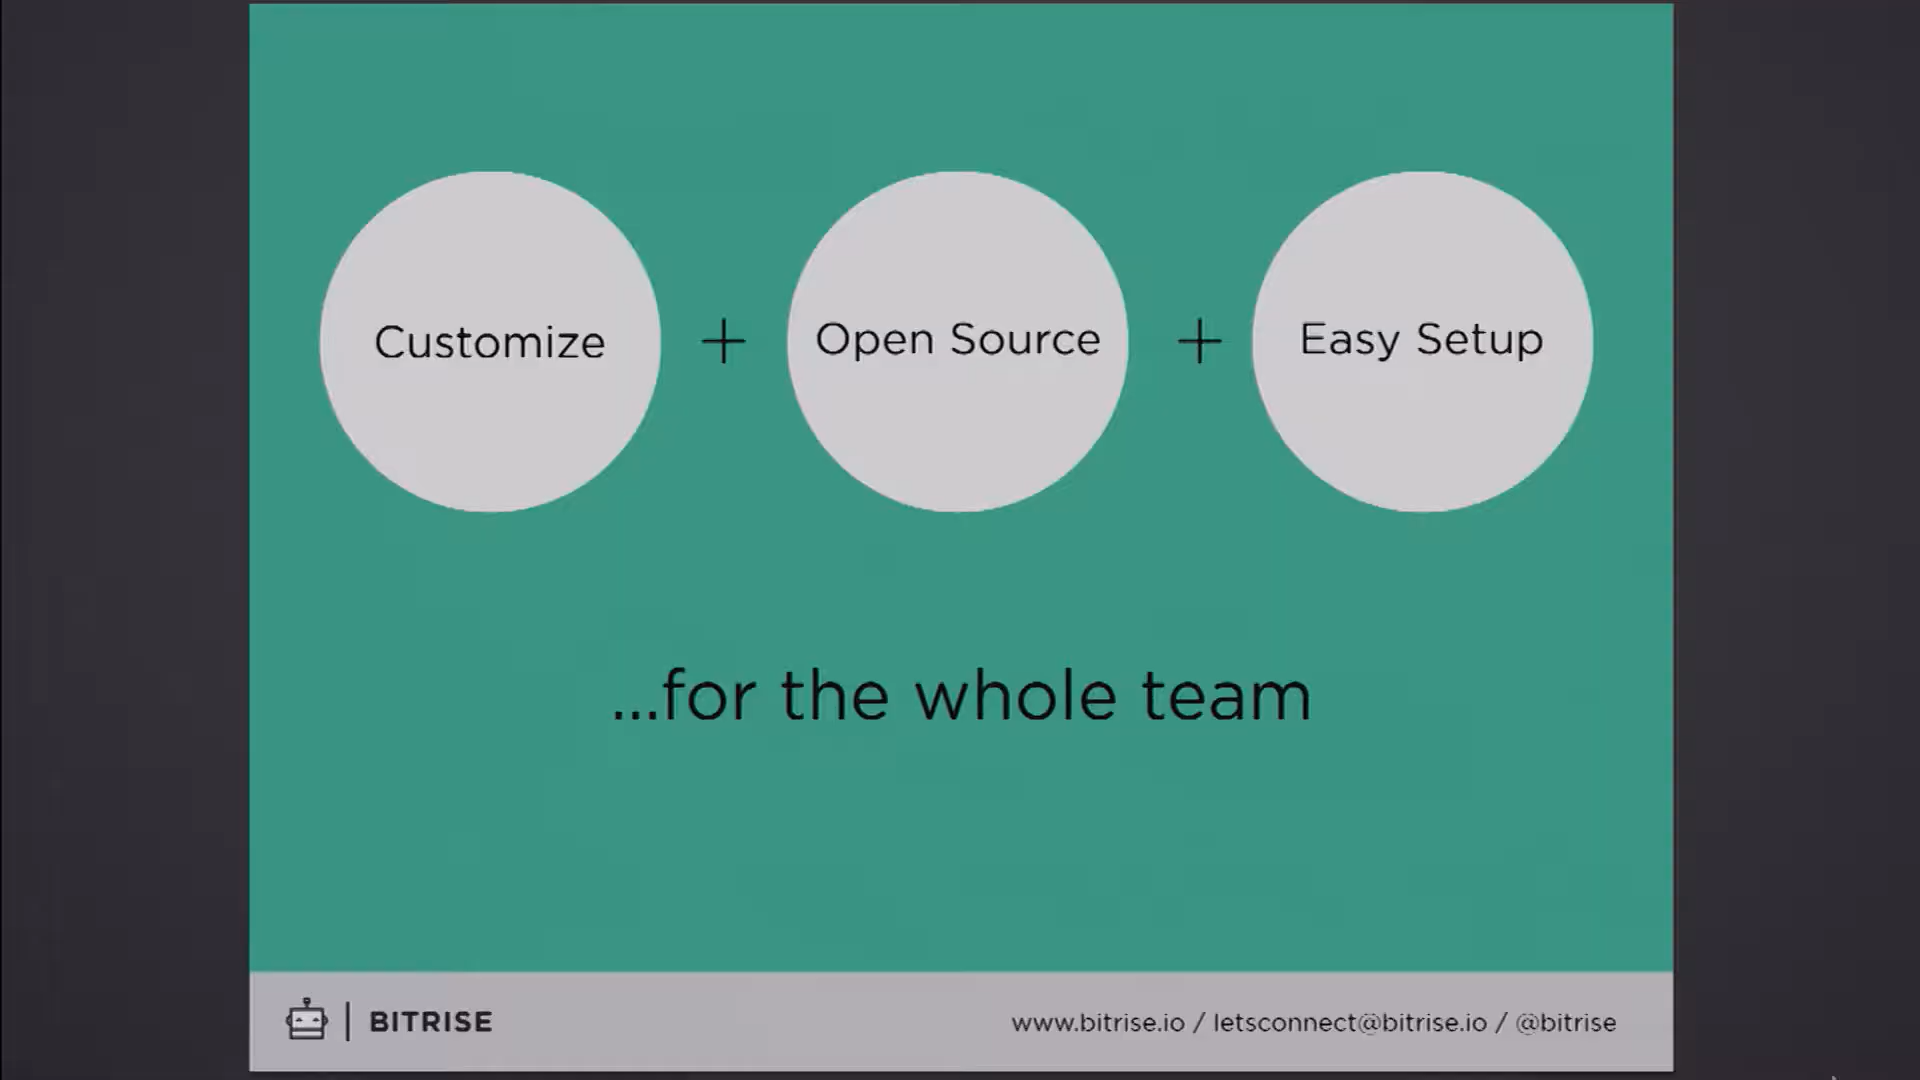 Customize + Open Source + Easy Setup
...for the whole team
BITRISE www.bitrise.io / letsconnect@bitrise.io / @bitrise